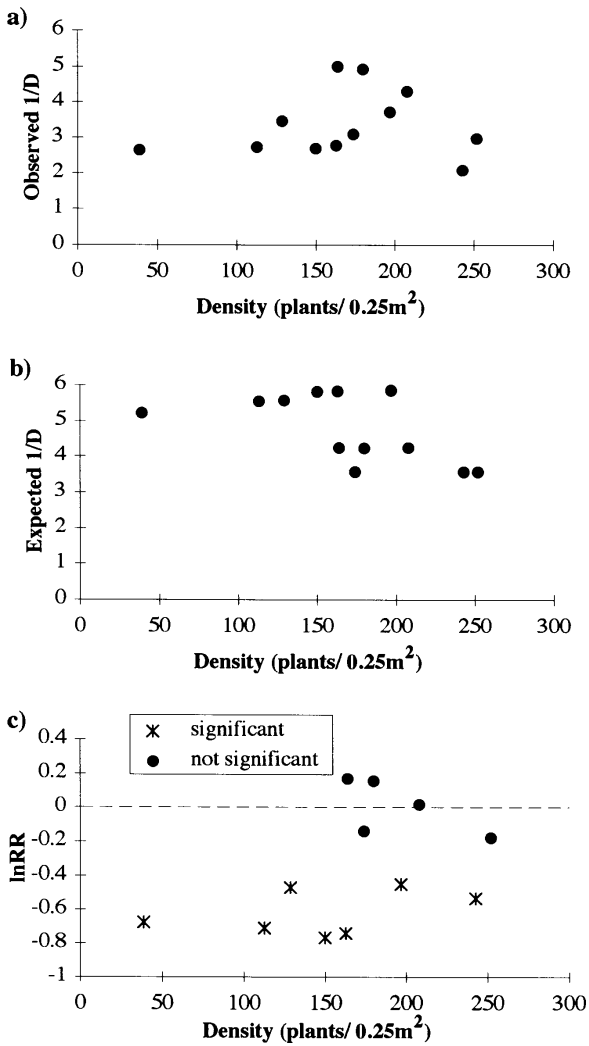 a)
6
5
4
3
2
1
0
Observed 1/D
0 50 100 150 200 250 300
Density (plants/ 0.25m²)
b)
6
5
4
3
2
1
0
Expected 1/D
0 50 100 150 200 250 300
Density (plants/ 0.25m²)
c)
significant
not significant
0.4
0.2
0
-0.2
-0.4
-0.6
-0.8
-1
lnRR
0 50 100 150 200 250 300
Density (plants/ 0.25m²)